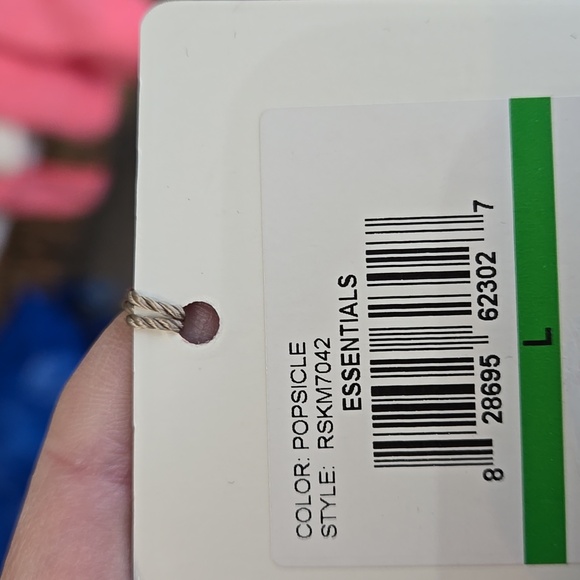 COLOR: POPSICLE
STYLE: RSKM7042
ESSENTIALS
8 28695 62302 7
L